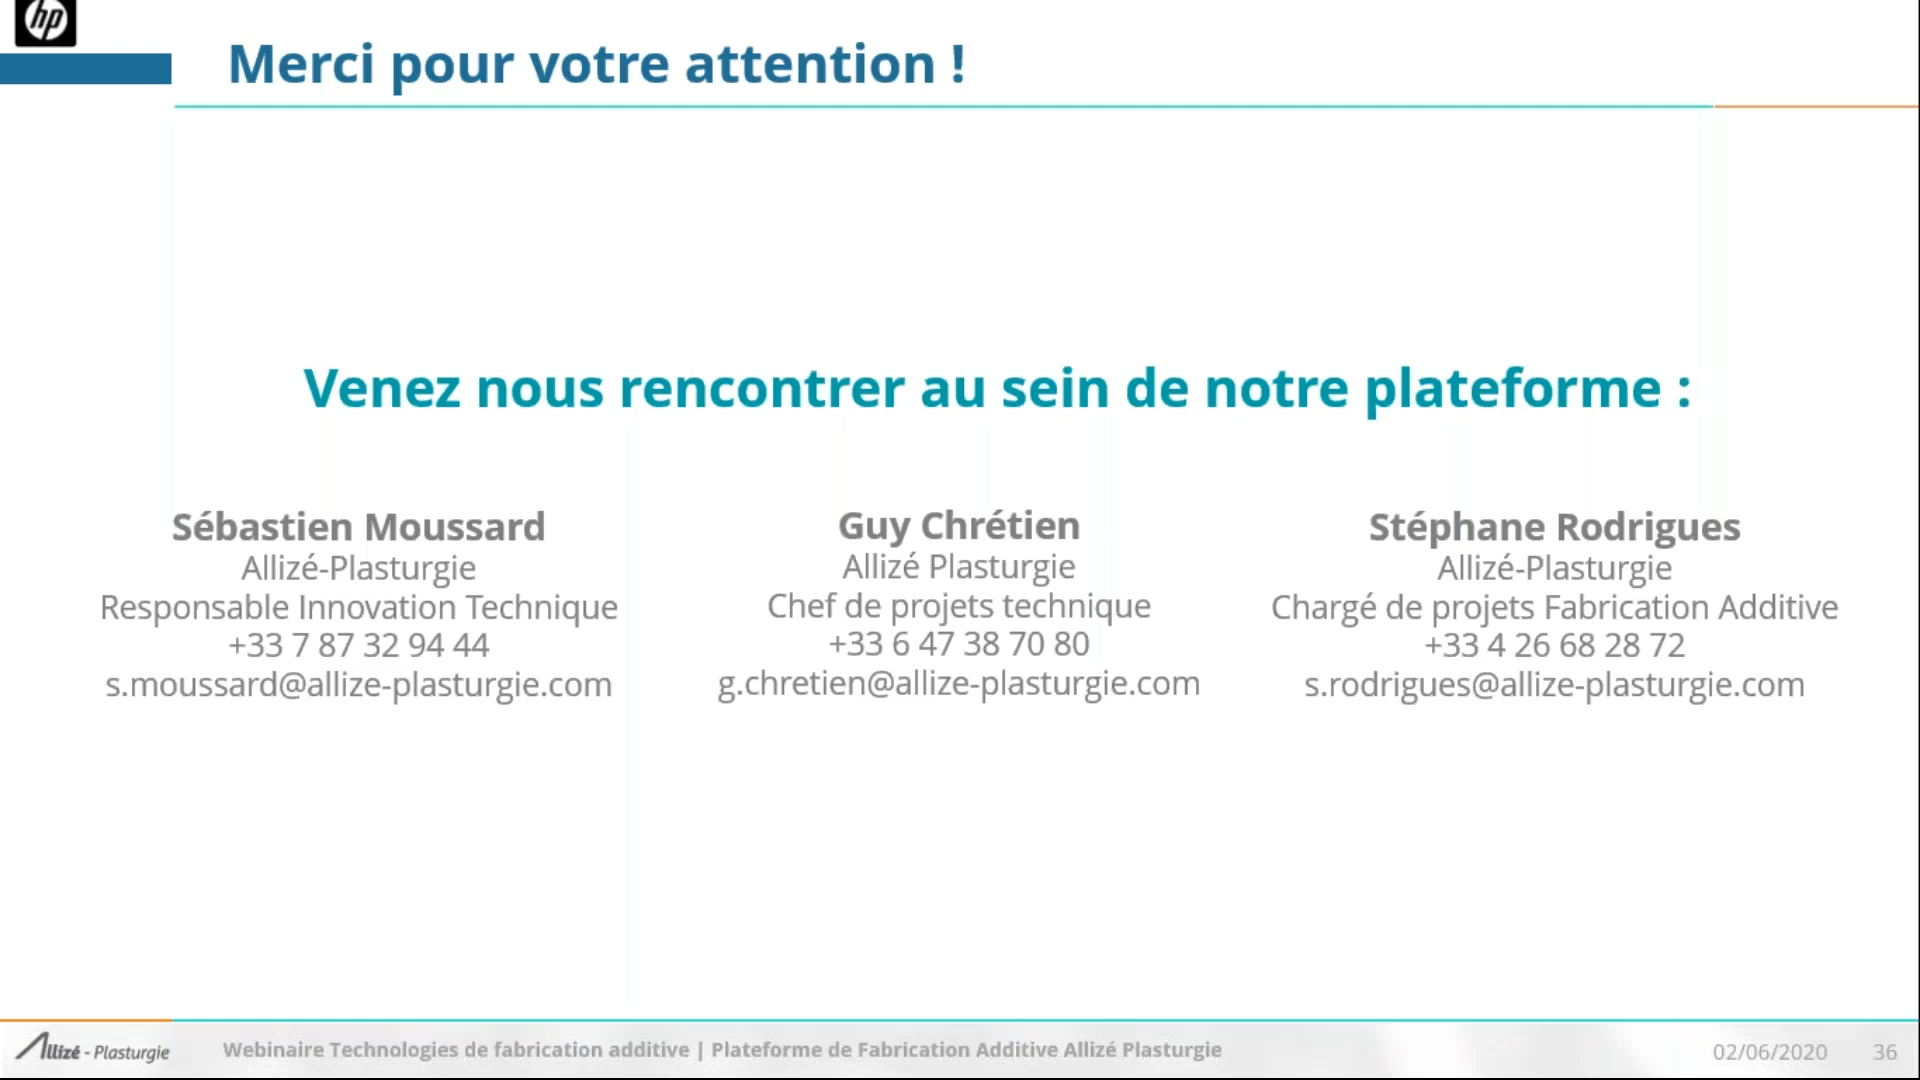 hp
Merci pour votre attention !
Venez nous rencontrer au sein de notre plateforme :
Sébastien Moussard
Allizé-Plasturgie
Responsable Innovation Technique
+33 7 87 32 94 44
s.moussard@allize-plasturgie.com
Guy Chrétien
Allizé Plasturgie
Chef de projets technique
+33 6 47 38 70 80
g.chretien@allize-plasturgie.com
Stéphane Rodrigues
Allizé-Plasturgie
Chargé de projets Fabrication Additive
+33 4 26 68 28 72
s.rodrigues@allize-plasturgie.com
Allizé - Plasturgie
Webinaire Technologies de fabrication additive | Plateforme de Fabrication Additive Allizé Plasturgie
02/06/2020
36